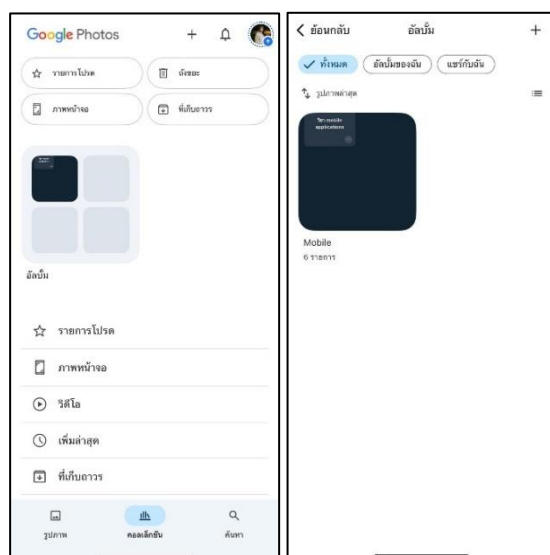 Google Photos
รายการโปรด
ถังขยะ
ภาพหน้าจอ
ที่เก็บถาวร
อัลบั้ม
รายการโปรด
ภาพหน้าจอ
วิดีโอ
เพิ่มล่าสุด
ที่เก็บถาวร
รูปภาพ
คอลเล็กชัน
ค้นหา
ย้อนกลับ
อัลบั้ม
ทั้งหมด
อัลบั้มของฉัน
แชร์กับฉัน
รูปภาพล่าสุด
วิชา mobile
applications
Mobile
6 รายการ